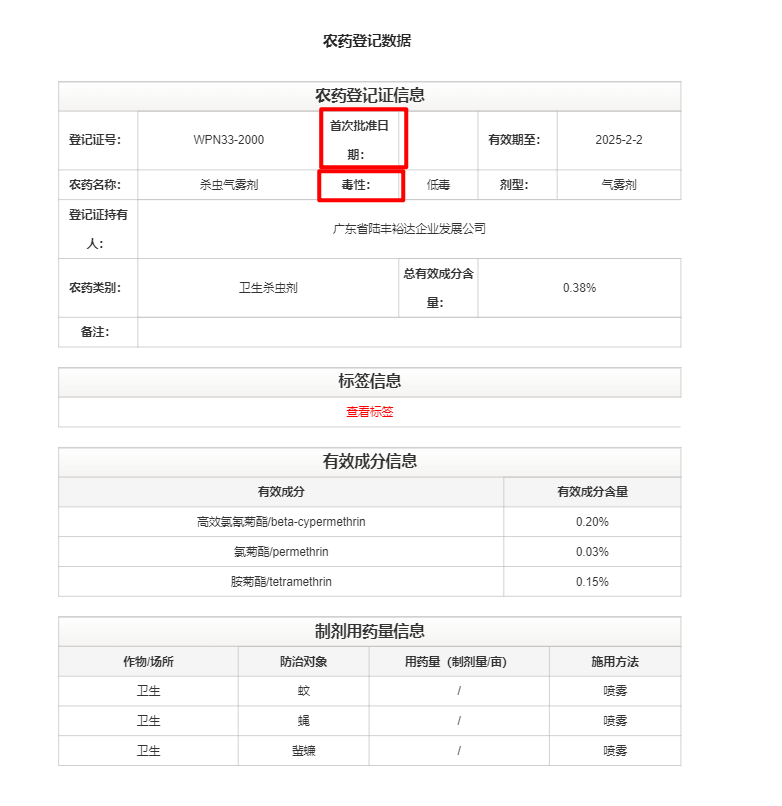 农药登记数据
农药登记证信息
登记证号： WPN33-2000 首次批准日期： 有效期至： 2025-2-2
农药名称： 杀虫气雾剂 毒性： 低毒 剂型： 气雾剂
登记证持有人： 广东省陆丰裕达企业发展公司
农药类别： 卫生杀虫剂 总有效成分含量： 0.38%
备注：
标签信息
查看标签
有效成分信息
有效成分 有效成分含量
高效氯氰菊酯/beta-cypermethrin 0.20%
氯菊酯/permethrin 0.03%
胺菊酯/tetramethrin 0.15%
制剂用药量信息
作物/场所 防治对象 用药量（制剂量/亩） 施用方法
卫生 蚊 / 喷雾
卫生 蝇 / 喷雾
卫生 蜚蠊 / 喷雾